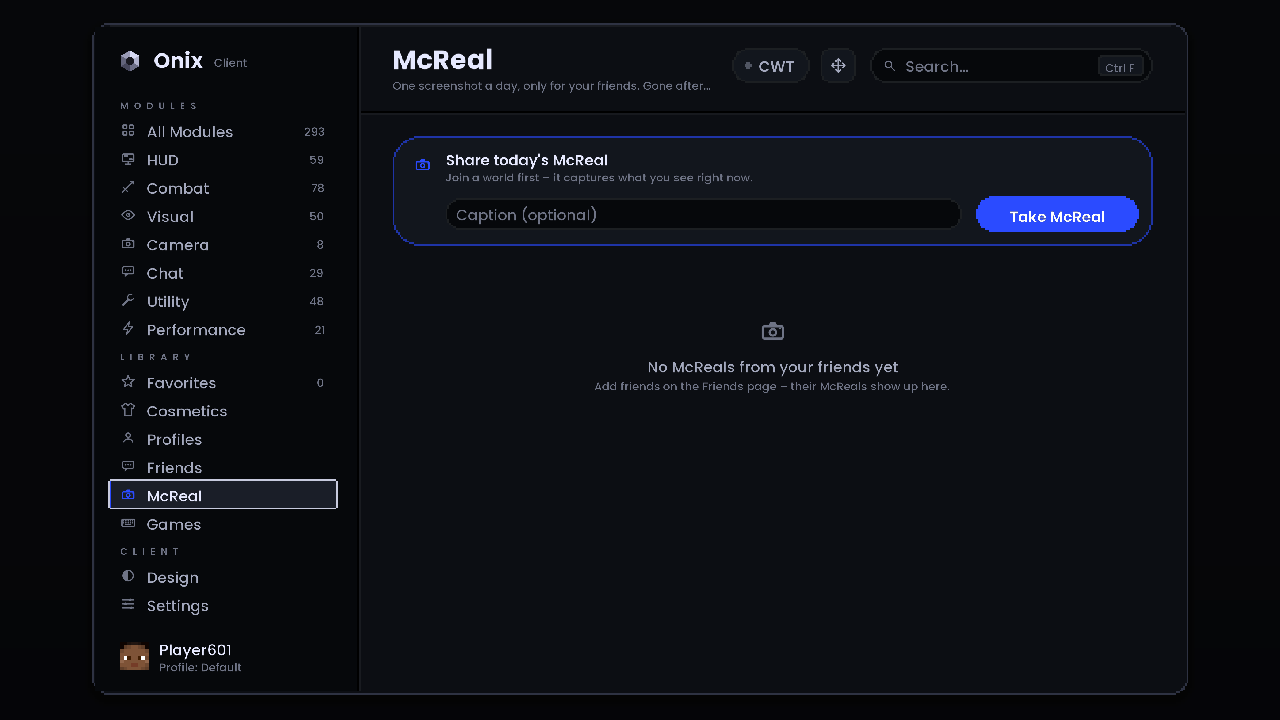 Onix Client
MODULES
All Modules 293
HUD 59
Combat 78
Visual 50
Camera 8
Chat 29
Utility 48
Performance 21
LIBRARY
Favorites 0
Cosmetics
Profiles
Friends
McReal
Games
CLIENT
Design
Settings
Player601
Profile: Default
McReal
One screenshot a day, only for your friends. Gone after...
CWT
Search...
Ctrl F
Share today's McReal
Join a world first – it captures what you see right now.
Caption (optional)
Take McReal
No McReals from your friends yet
Add friends on the Friends page – their McReals show up here.